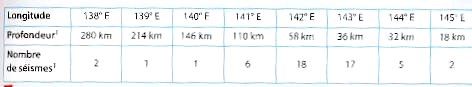 Longitude 138° E 139° E 140° E 141° E 142° E 143° E 144° E 145° E
Profondeur¹ 280 km 214 km 146 km 110 km 58 km 36 km 32 km 18 km
Nombre
de séismes¹ 2 1 1 6 18 17 5 2